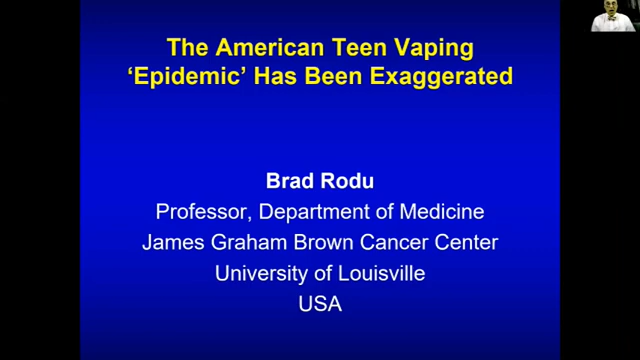 The American Teen Vaping
‘Epidemic’ Has Been Exaggerated
Brad Rodu
Professor, Department of Medicine
James Graham Brown Cancer Center
University of Louisville
USA